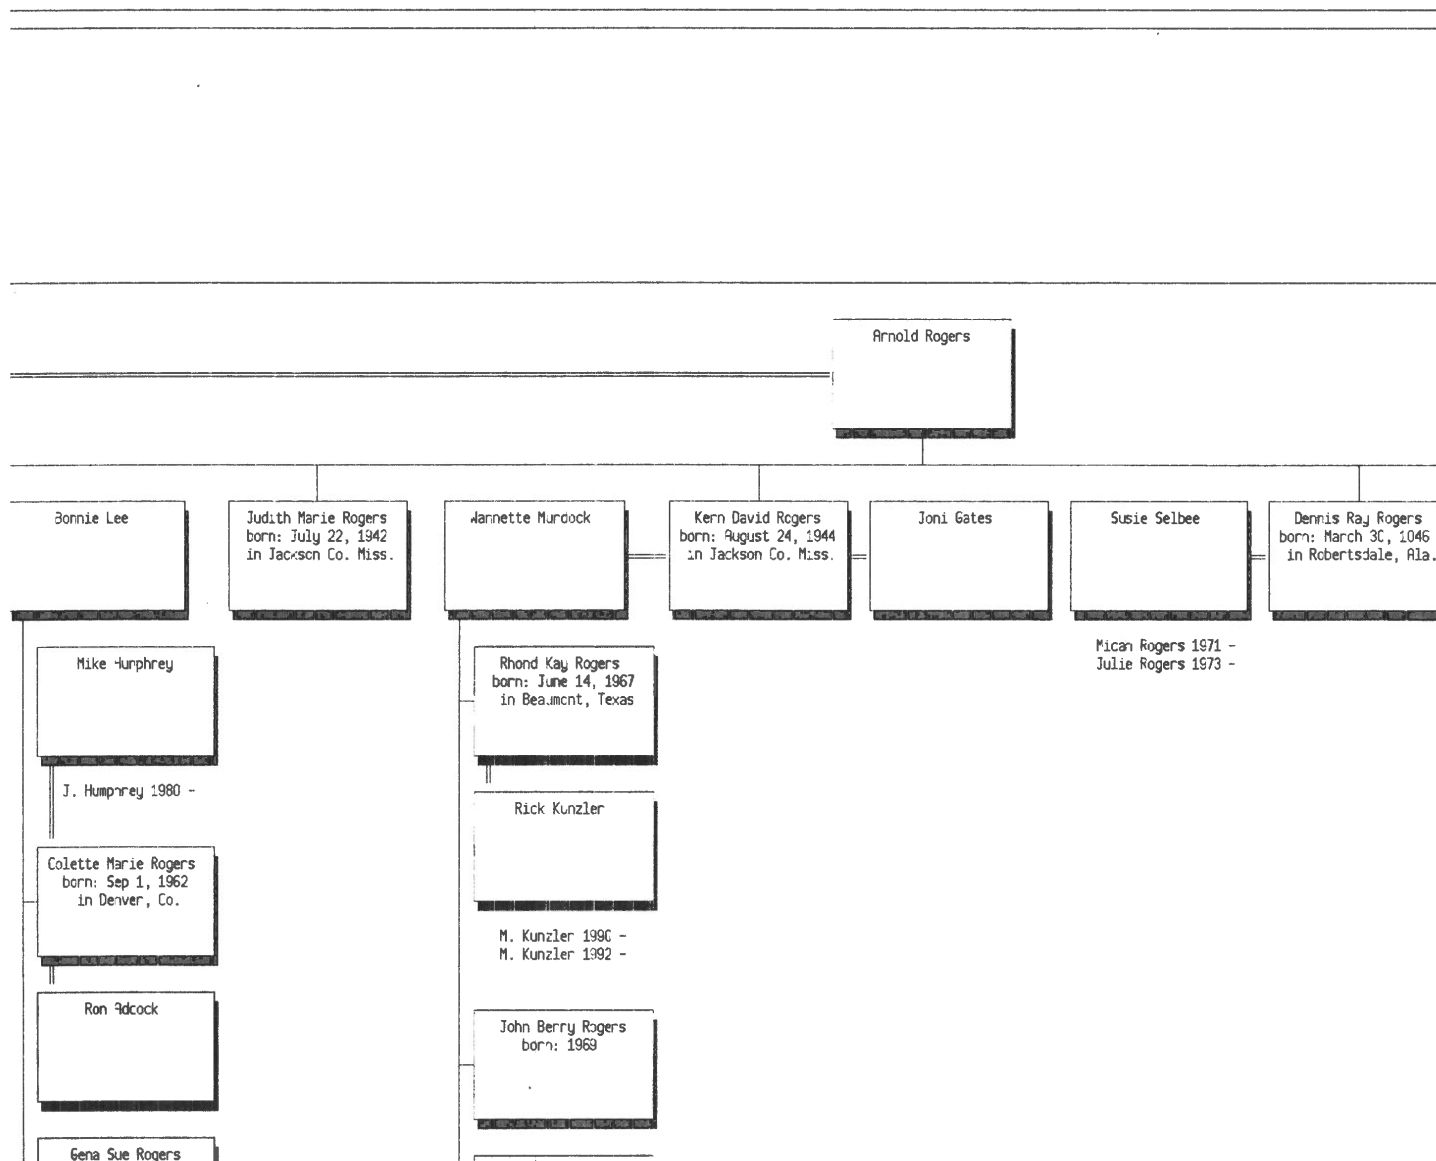 Arnold Rogers
Bonnie Lee
Judith Marie Rogers
born: July 22, 1942
in Jackson Co. Miss.
Wannette Murdock
Kern David Rogers
born: August 24, 1944
in Jackson Co. Miss.
Joni Gates
Susie Selbee
Dennis Ray Rogers
born: March 30, 1046
in Robertsdale, Ala.
Mican Rogers 1971 -
Julie Rogers 1973 -
Mike Humphrey
J. Humphrey 1980 -
Colette Marie Rogers
born: Sep 1, 1962
in Denver, Co.
Ron Adcock
Gena Sue Rogers
Rhond Kay Rogers
born: June 14, 1967
in Beaumont, Texas
Rick Kunzler
M. Kunzler 1990 -
M. Kunzler 1992 -
John Berry Rogers
born: 1969